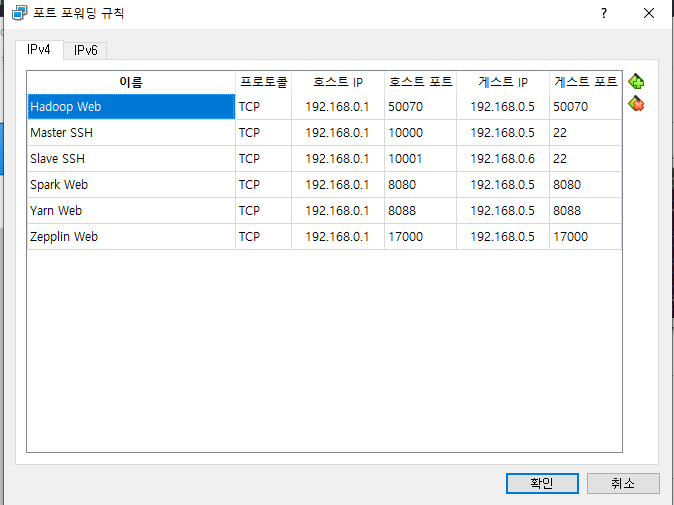 포트 포워딩 규칙
IPv4 IPv6
이름 프로토콜 호스트 IP 호스트 포트 게스트 IP 게스트 포트
Hadoop Web TCP 192.168.0.1 50070 192.168.0.5 50070
Master SSH TCP 192.168.0.1 10000 192.168.0.5 22
Slave SSH TCP 192.168.0.1 10001 192.168.0.6 22
Spark Web TCP 192.168.0.1 8080 192.168.0.5 8080
Yarn Web TCP 192.168.0.1 8088 192.168.0.5 8088
Zepplin Web TCP 192.168.0.1 17000 192.168.0.5 17000
확인 취소